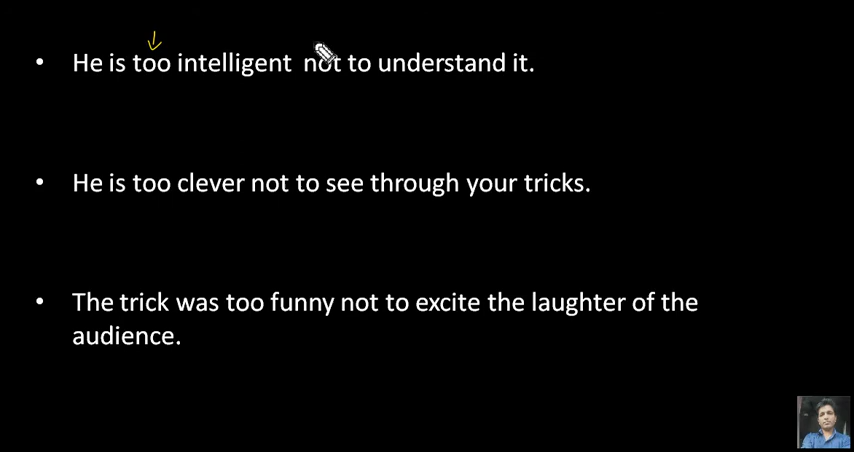 • He is too intelligent not to understand it.
• He is too clever not to see through your tricks.
• The trick was too funny not to excite the laughter of the
audience.